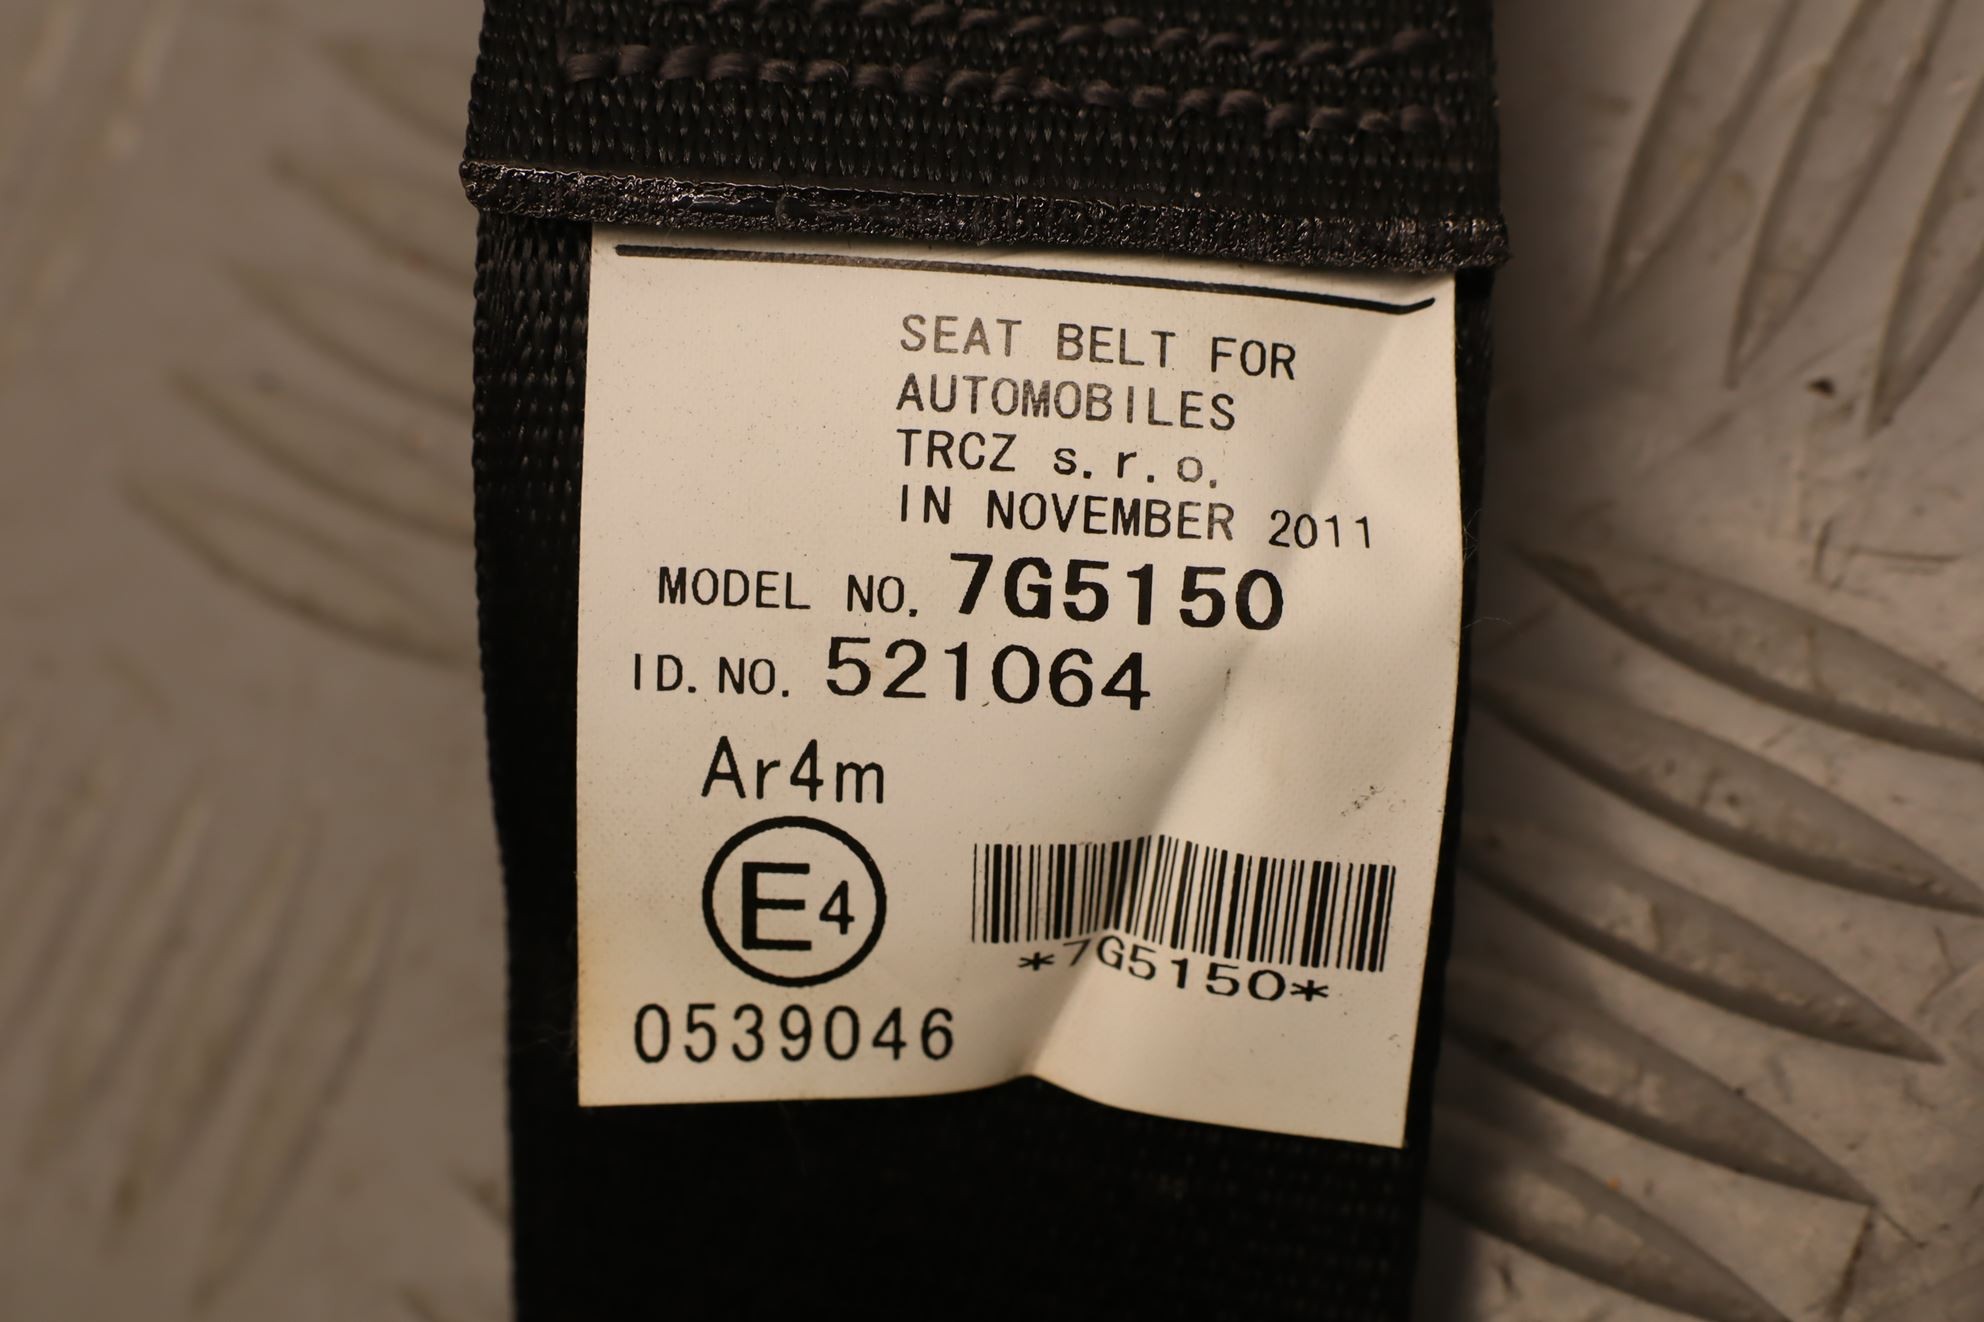 SEAT BELT FOR
AUTOMOBILES
TRCZ s.r.o.
IN NOVEMBER 2011
MODEL NO. 7G5150
ID. NO. 521064
Ar4m
E4
*7G5150*
0539046